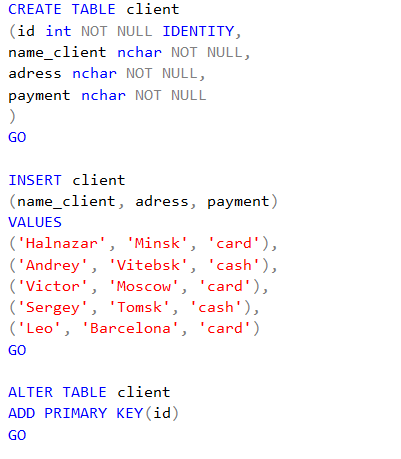 CREATE TABLE client
(id int NOT NULL IDENTITY,
name_client nchar NOT NULL,
adress nchar NOT NULL,
payment nchar NOT NULL
)
GO
INSERT client
(name_client, adress, payment)
VALUES
('Halnazar', 'Minsk', 'card'),
('Andrey', 'Vitebsk', 'cash'),
('Victor', 'Moscow', 'card'),
('Sergey', 'Tomsk', 'cash'),
('Leo', 'Barcelona', 'card')
GO
ALTER TABLE client
ADD PRIMARY KEY(id)
GO